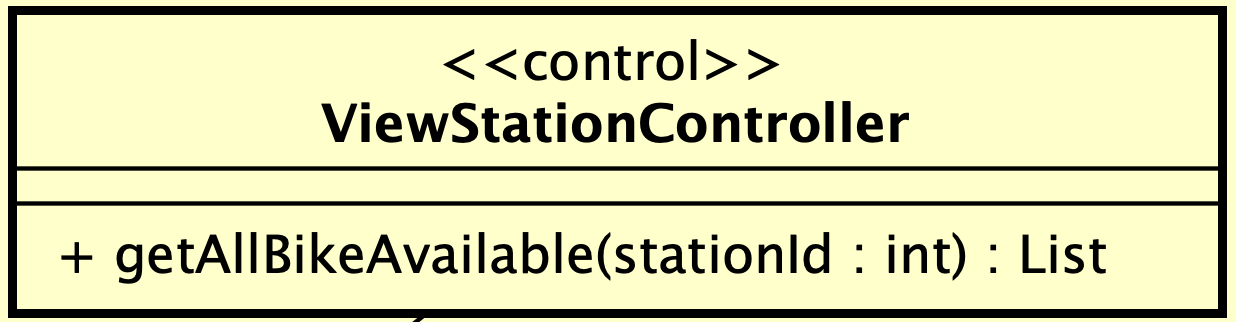 <<control>>
ViewStationController
+ getAllBikeAvailable(stationId : int) : List